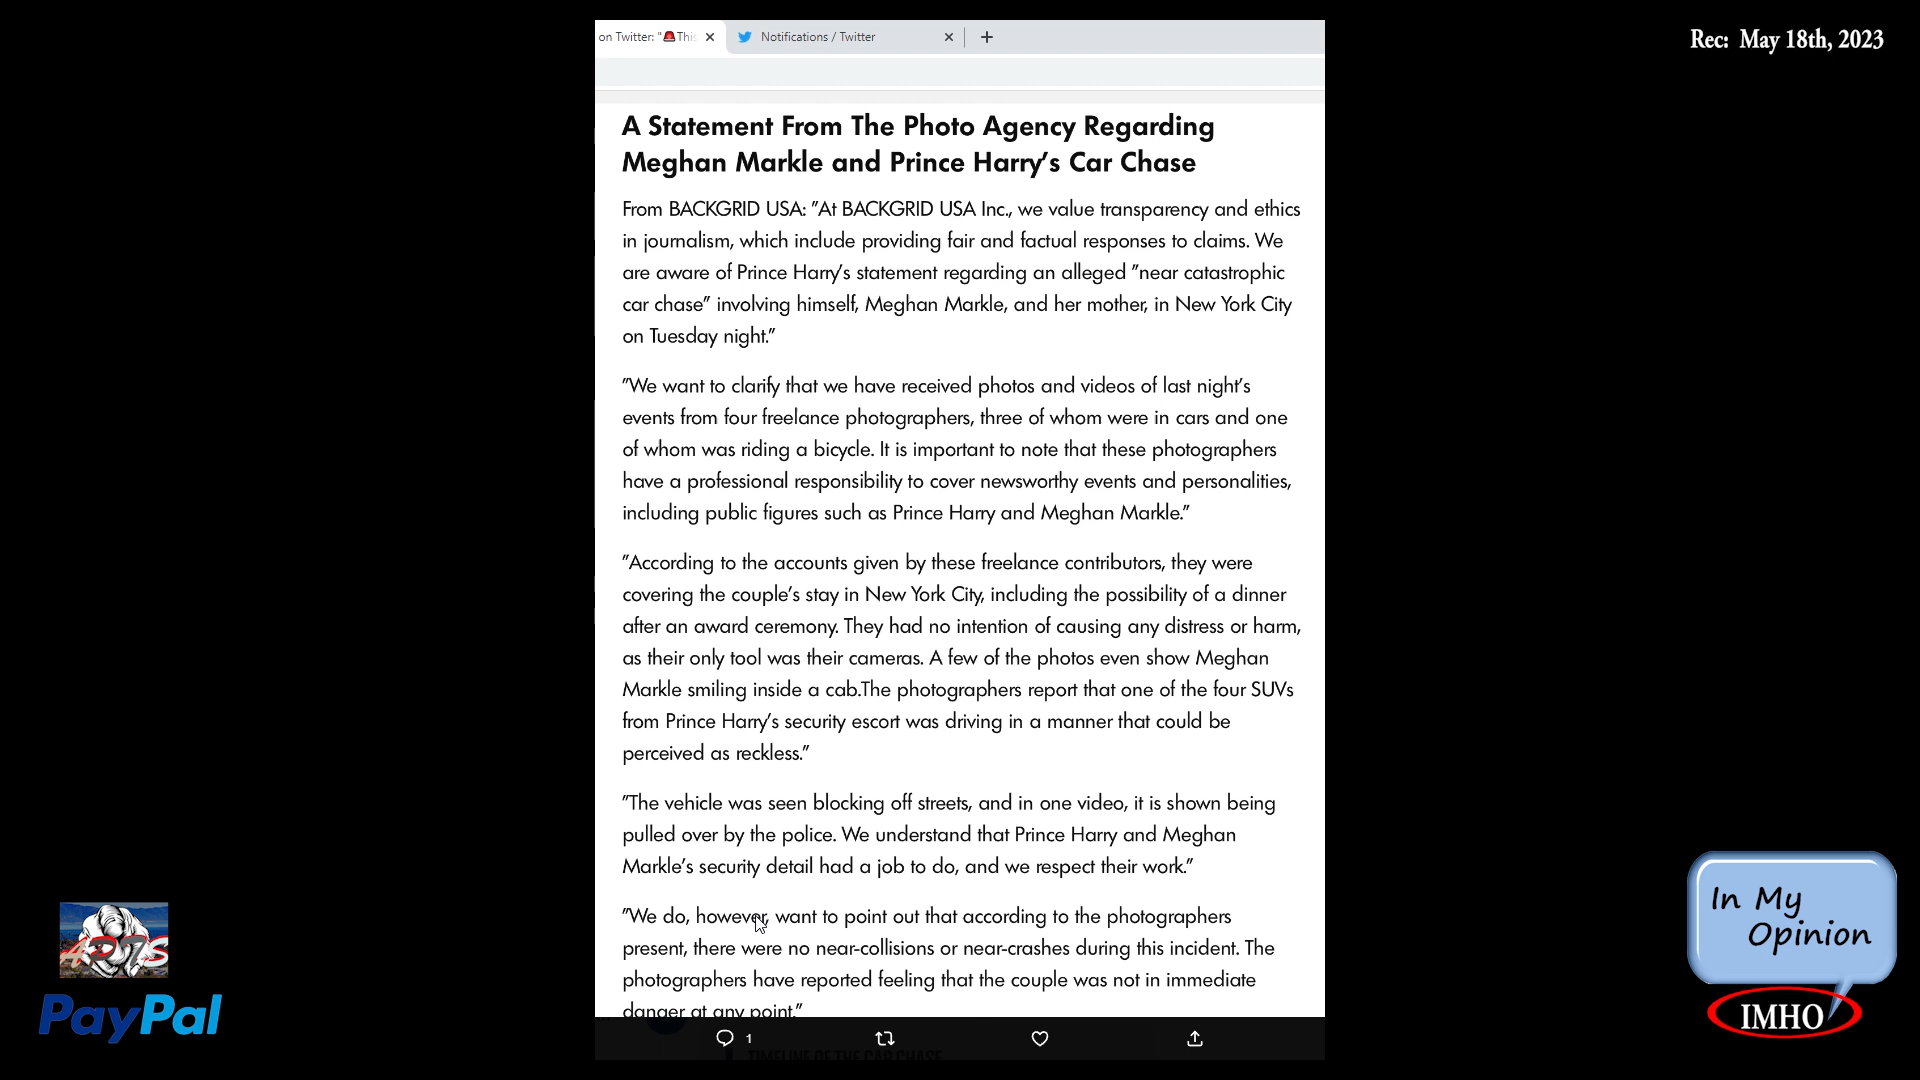 on Twitter: "🚨This
Notifications / Twitter
Rec: May 18th, 2023
A Statement From The Photo Agency Regarding
Meghan Markle and Prince Harry's Car Chase
From BACKGRID USA: "At BACKGRID USA Inc., we value transparency and ethics
in journalism, which include providing fair and factual responses to claims. We
are aware of Prince Harry's statement regarding an alleged "near catastrophic
car chase" involving himself, Meghan Markle, and her mother, in New York City
on Tuesday night."
"We want to clarify that we have received photos and videos of last night's
events from four freelance photographers, three of whom were in cars and one
of whom was riding a bicycle. It is important to note that these photographers
have a professional responsibility to cover newsworthy events and personalities,
including public figures such as Prince Harry and Meghan Markle."
"According to the accounts given by these freelance contributors, they were
covering the couple's stay in New York City, including the possibility of a dinner
after an award ceremony. They had no intention of causing any distress or harm,
as their only tool was their cameras. A few of the photos even show Meghan
Markle smiling inside a cab.The photographers report that one of the four SUVs
from Prince Harry's security escort was driving in a manner that could be
perceived as reckless."
"The vehicle was seen blocking off streets, and in one video, it is shown being
pulled over by the police. We understand that Prince Harry and Meghan
Markle's security detail had a job to do, and we respect their work."
"We do, however, want to point out that according to the photographers
present, there were no near-collisions or near-crashes during this incident. The
photographers have reported feeling that the couple was not in immediate
danger at any point."
1
TIMELINE OF THE CAR CHASE
PayPal
In My
Opinion
IMHO